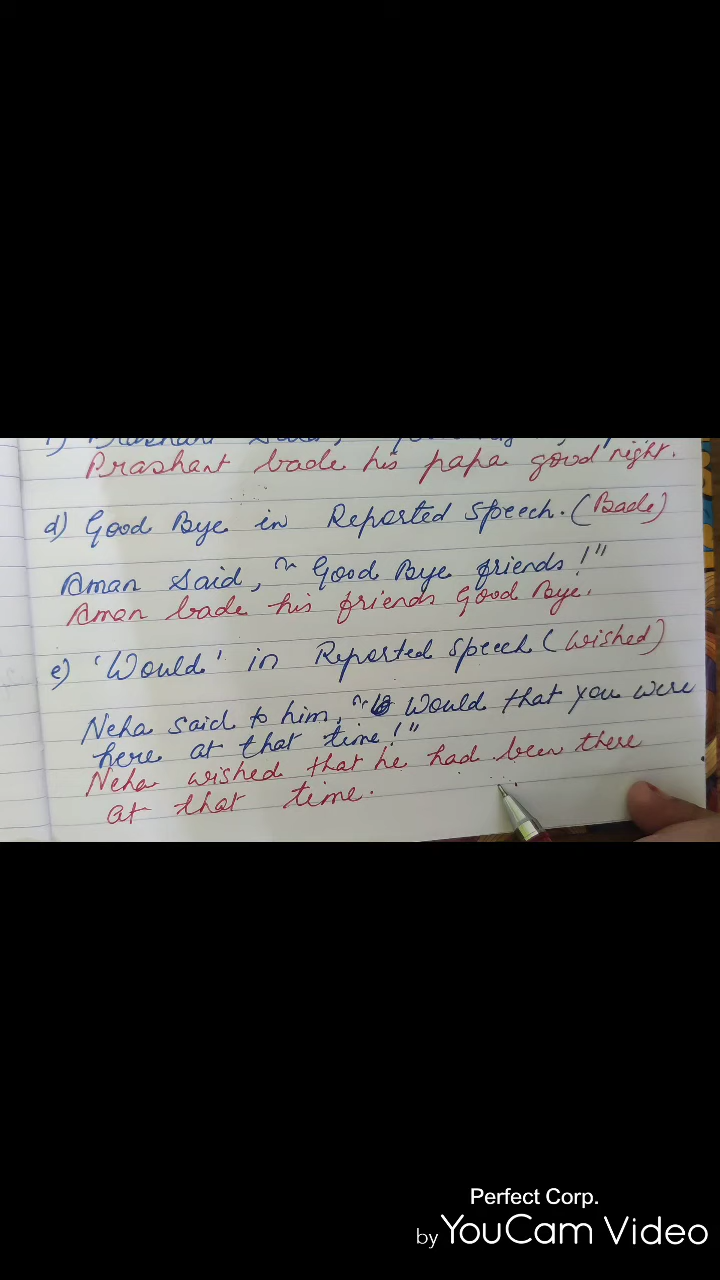 Prashant bade his papa good night.
d) Good Bye in Reported Speech. (Bade)
Aman said, "Good Bye friends!"
Aman bade his friends Good Bye.
e) 'Would' in Reported speech (wished)
Neha said to him, "Would that you were
here at that time!"
Neha wished that he had been there
at that time.
Perfect Corp.
by YouCam Video